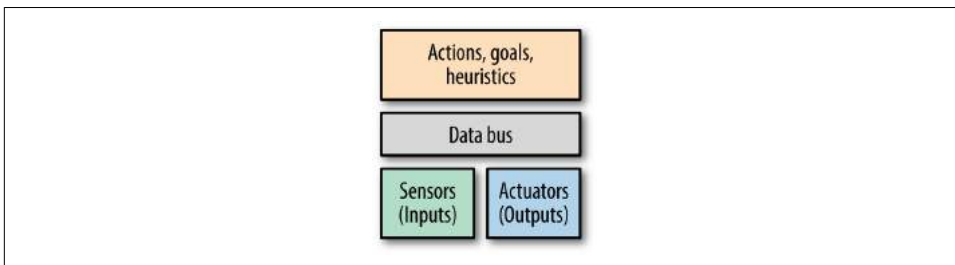 Actions, goals,
heuristics
Data bus
Sensors
(Inputs)
Actuators
(Outputs)